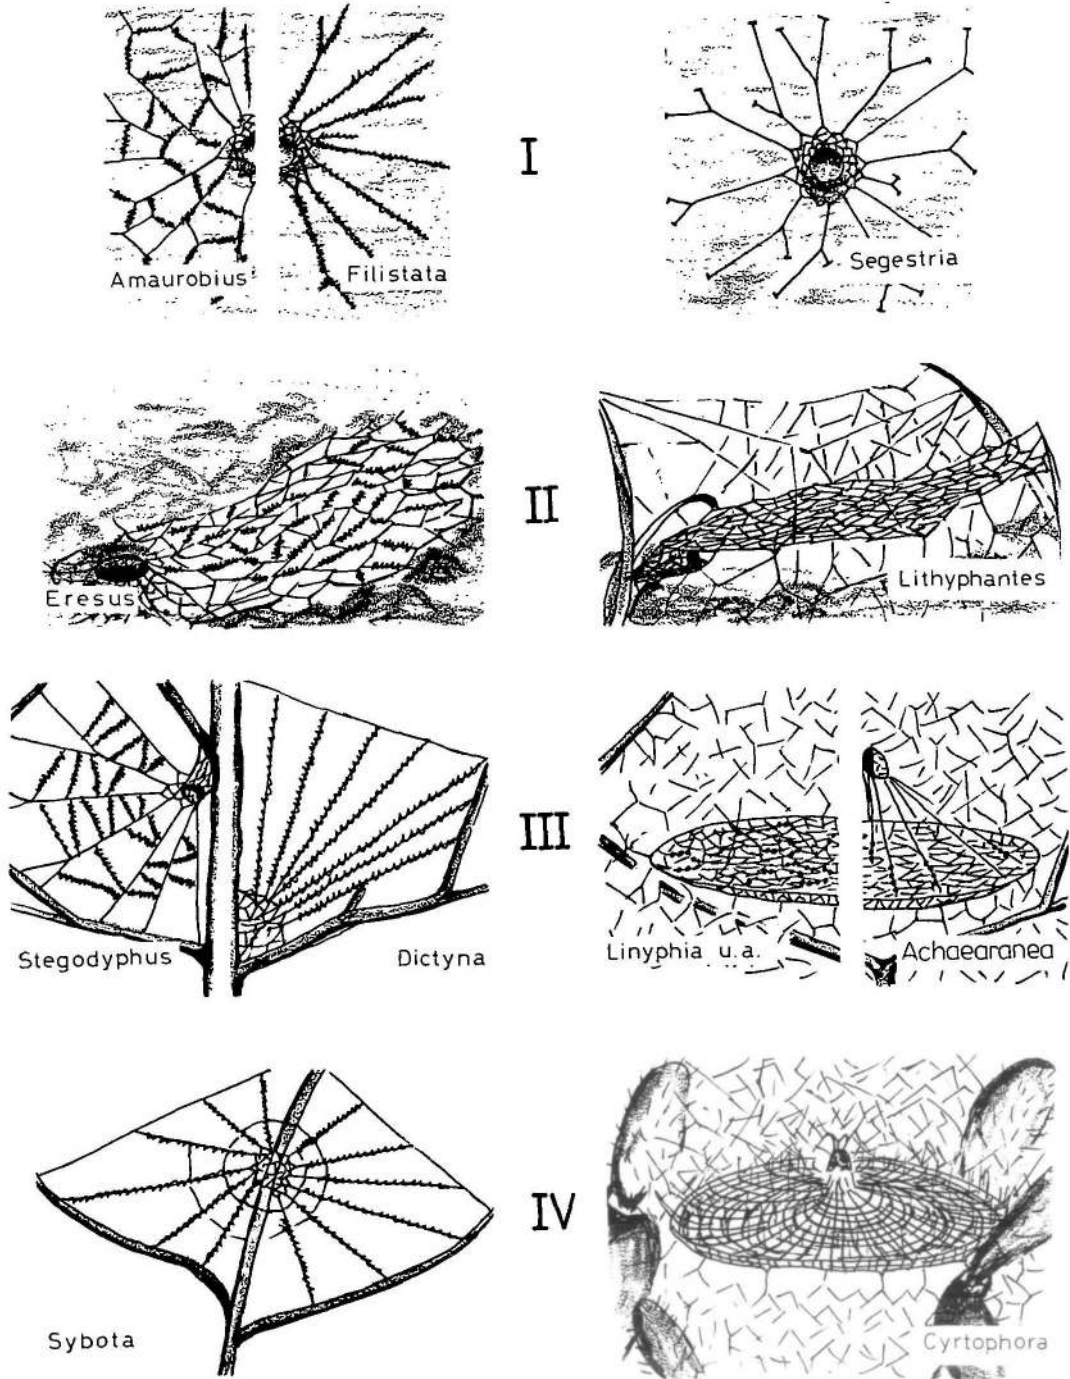 Amaurobius
Filistata
I
Segestria
Eresus
II
Lithyphantes
Stegodyphus
Dictyna
III
Linyphia u.a.
Achaearanea
Sybota
IV
Cyrtophora